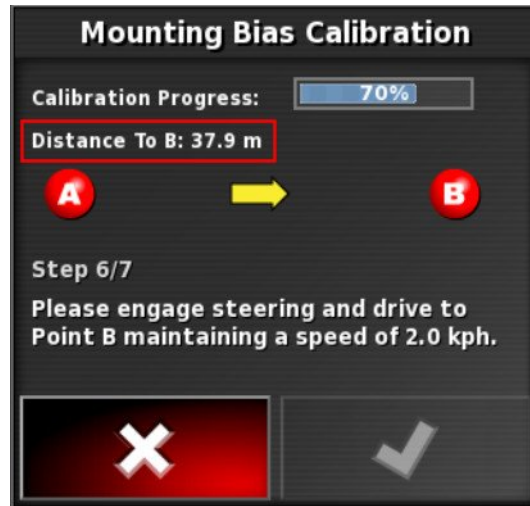 Mounting Bias Calibration
Calibration Progress: 70%
Distance To B: 37.9 m
A B
Step 6/7
Please engage steering and drive to
Point B maintaining a speed of 2.0 kph.